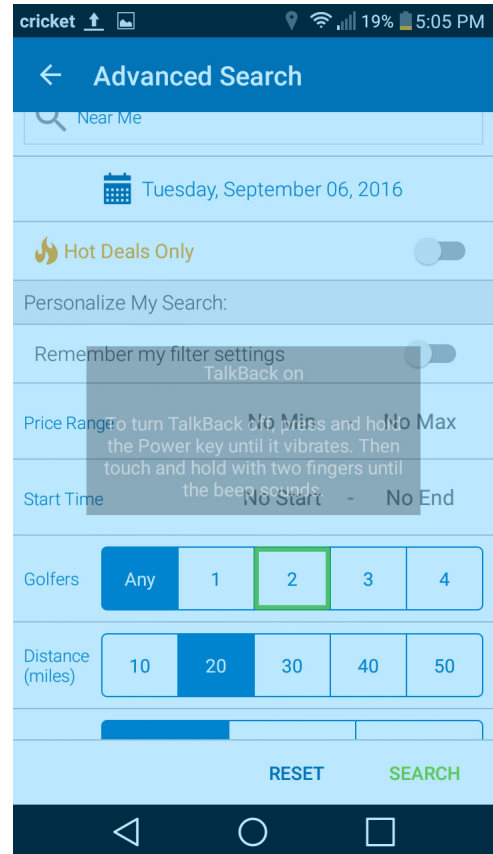 cricket 19% 5:05 PM
Advanced Search
Near Me
Tuesday, September 06, 2016
Hot Deals Only
Personalize My Search:
Remember my filter settings
TalkBack on
Price Range No Min - No Max
To turn TalkBack off, press and hold
the Power key until it vibrates. Then
touch and hold with two fingers until
the beep sounds.
Start Time No Start - No End
Golfers Any 1 2 3 4
Distance
(miles) 10 20 30 40 50
RESET SEARCH